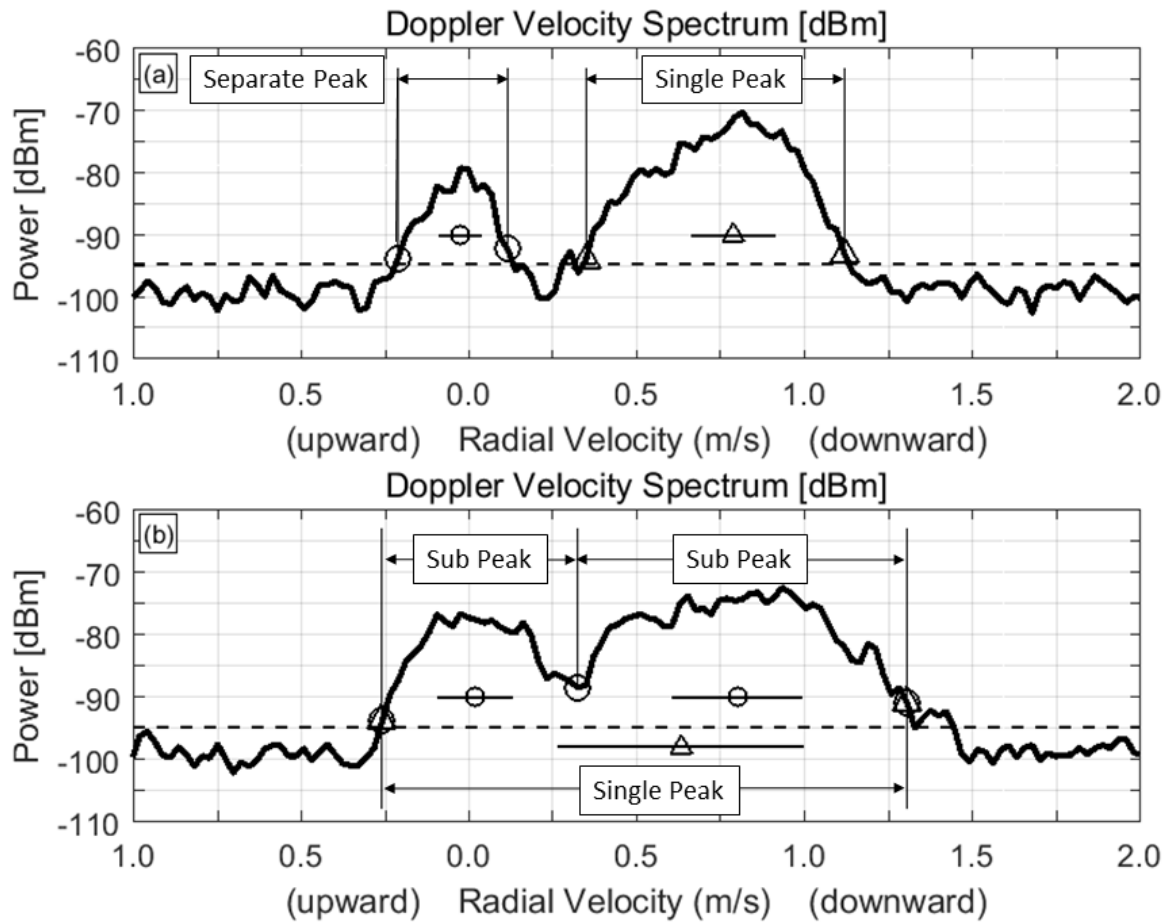 Doppler Velocity Spectrum [dBm]
(a)
Separate Peak
Single Peak
Power [dBm]
-60
-70
-80
-90
-100
-110
1.0 0.5 0.0 0.5 1.0 1.5 2.0
(upward) Radial Velocity (m/s) (downward)
Doppler Velocity Spectrum [dBm]
(b)
Sub Peak
Sub Peak
Single Peak
Power [dBm]
-60
-70
-80
-90
-100
-110
1.0 0.5 0.0 0.5 1.0 1.5 2.0
(upward) Radial Velocity (m/s) (downward)